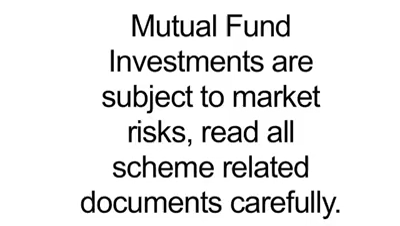 Mutual Fund
Investments are
subject to market
risks, read all
scheme related
documents carefully.